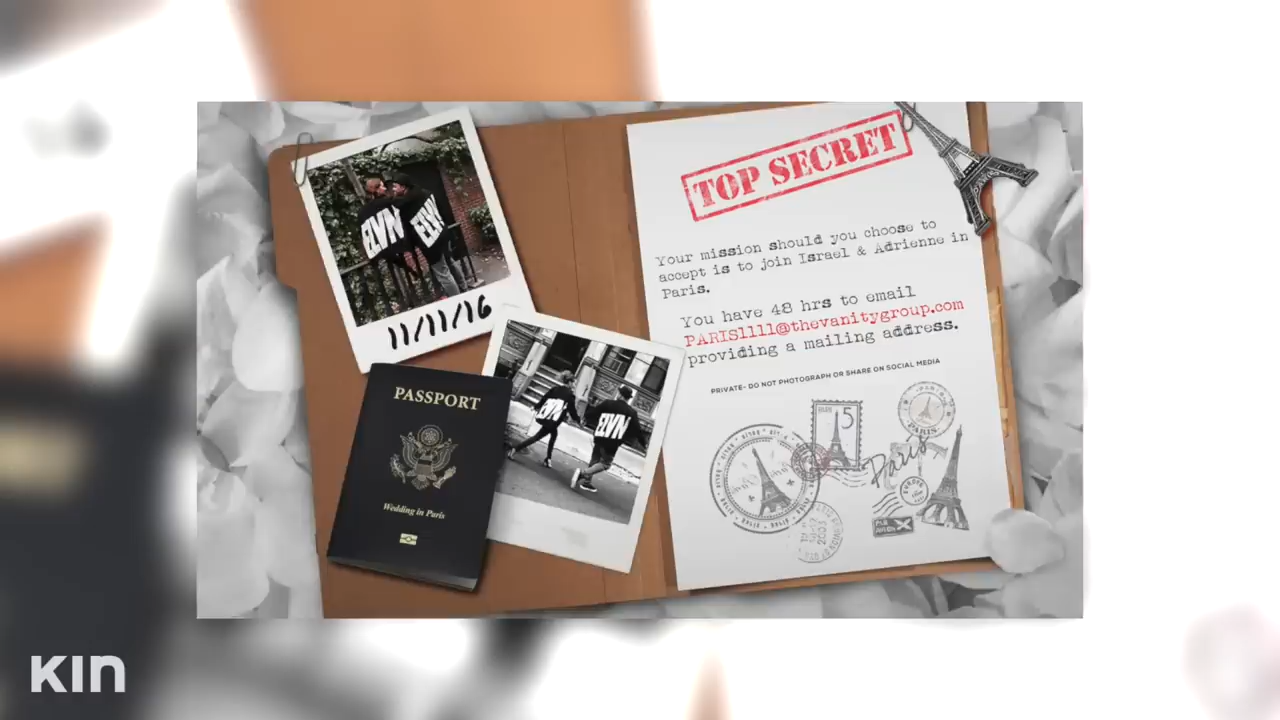 TOP SECRET
Your mission should you choose to
accept is to join Israel & Adrienne in
Paris.
You have 48 hrs to email
PARIS1111@thevanitygroup.com
providing a mailing address.
PRIVATE- DO NOT PHOTOGRAPH OR SHARE ON SOCIAL MEDIA
ELVN
ELVN
11/11/16
PASSPORT
Wedding in Paris
ELVN
ELVN
5
PARIS
Paris
KIN